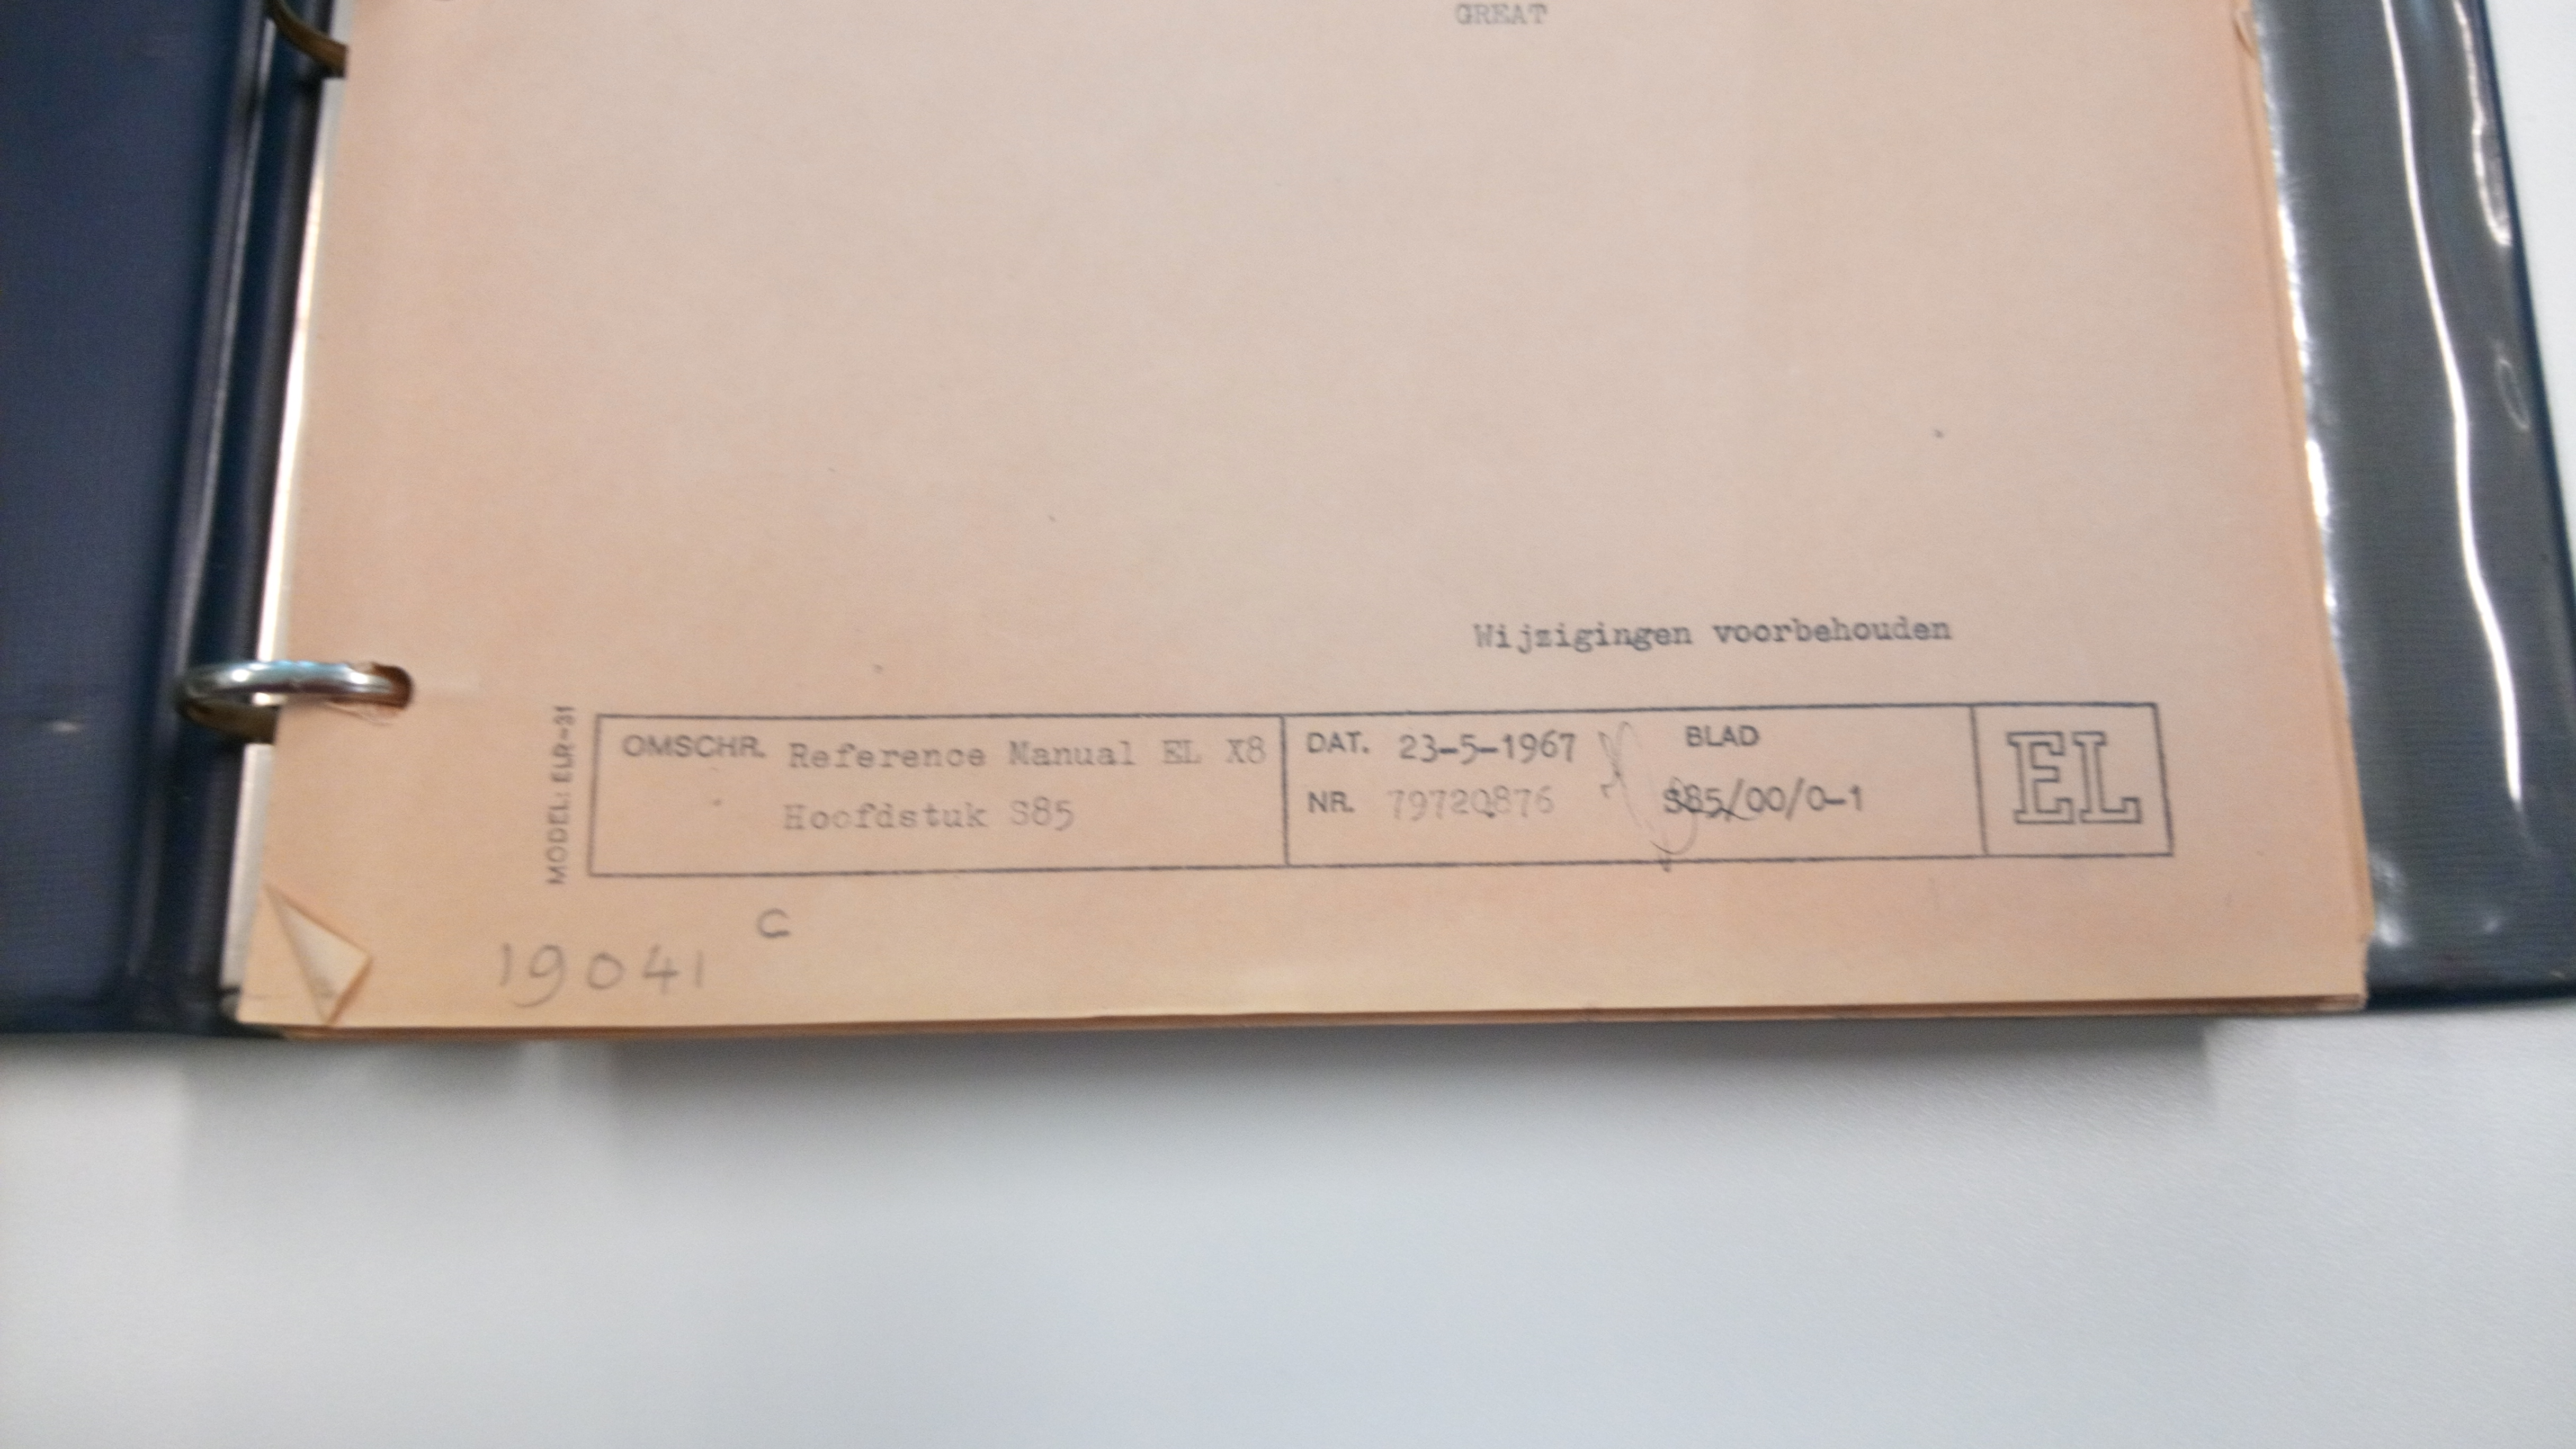 GREAT
Wijzigingen voorbehouden
MODEL: ELR-31
OMSCHR. Reference Manual EL X8
Hoofdstuk S85
DAT. 23-5-1967
NR. 79720876
BLAD
S85/00/0-1
EL
C
19041